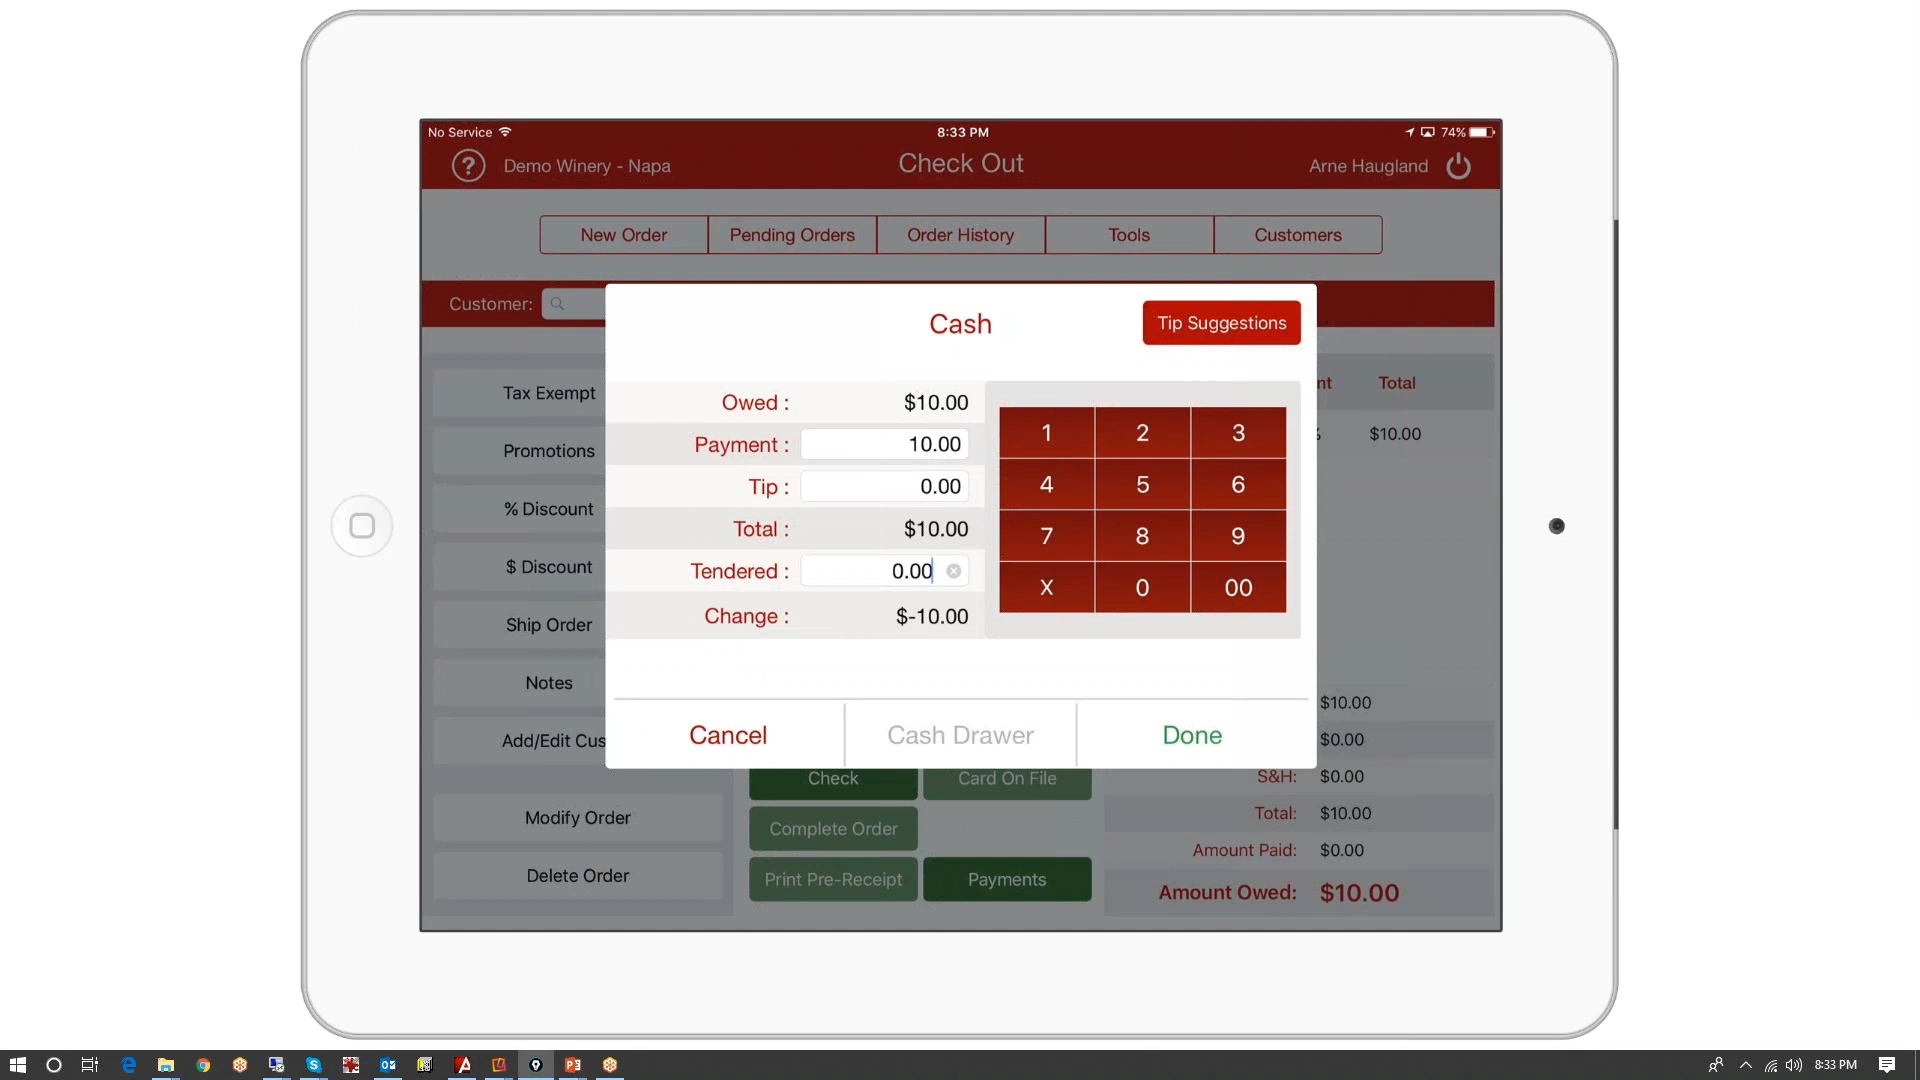 No Service 8:33 PM 74%
? Demo Winery - Napa Check Out Arne Haugland
New Order Pending Orders Order History Tools Customers
Customer:
Cash Tip Suggestions
Owed : $10.00
Payment : 10.00
Tip : 0.00
Total : $10.00
Tendered : 0.00
Change : $-10.00
1 2 3
4 5 6
7 8 9
X 0 00
Cancel Cash Drawer Done
Tax Exempt
Promotions
% Discount
$ Discount
Ship Order
Notes
Add/Edit Cus
Modify Order
Delete Order
Check Card On File
Complete Order
Print Pre-Receipt Payments
nt Total
% $10.00
$10.00
$0.00
S&H: $0.00
Total: $10.00
Amount Paid: $0.00
Amount Owed: $10.00
8:33 PM